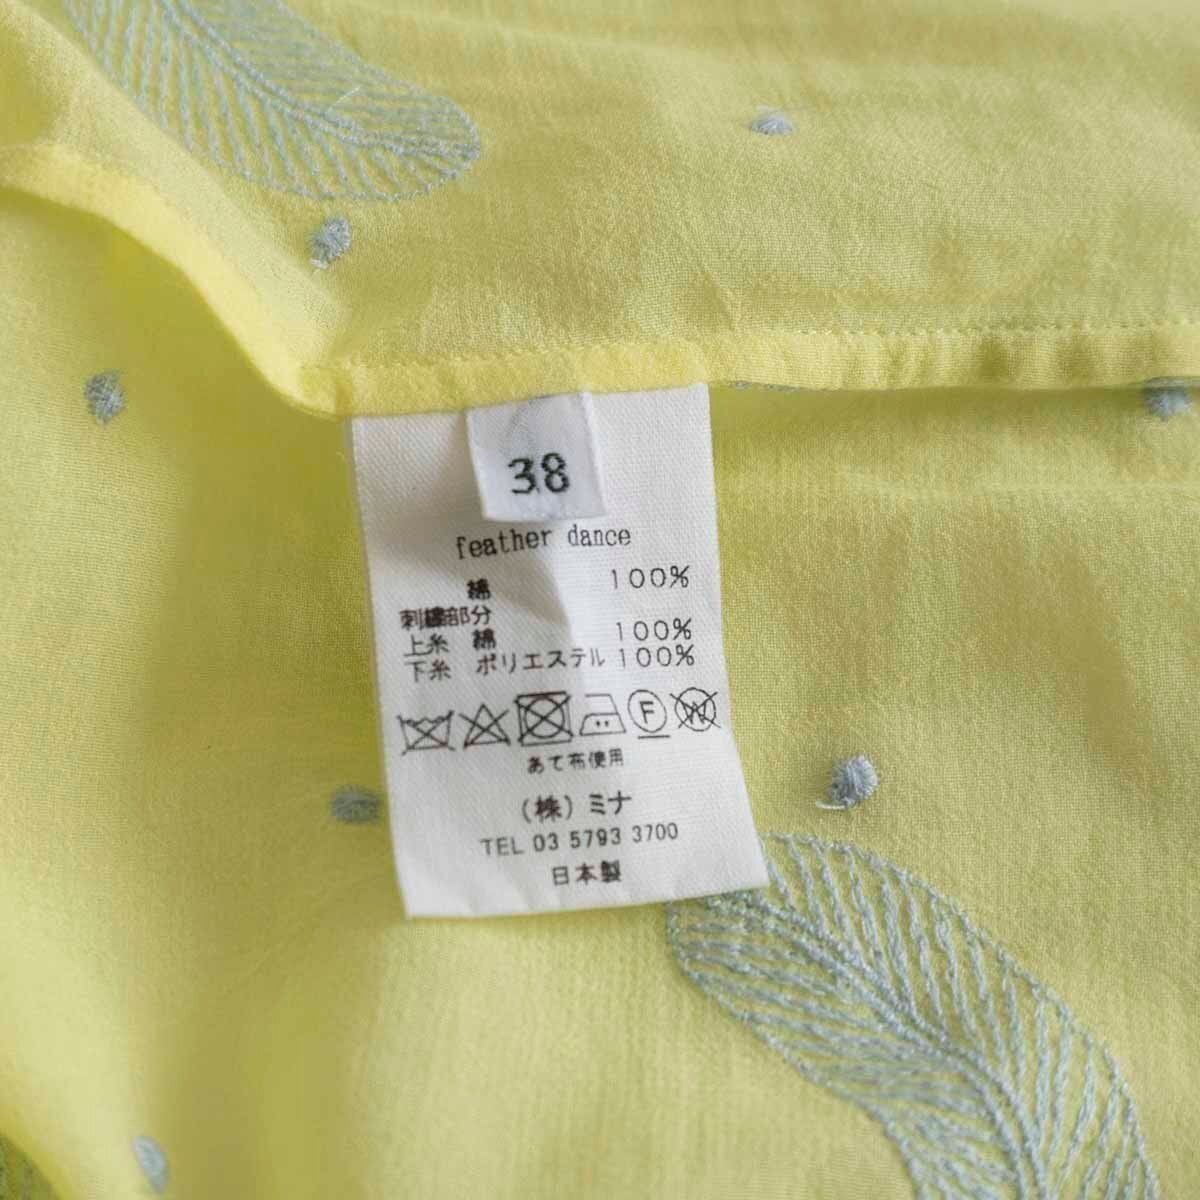 38
feather dance
綿 100%
刺繍部分
上糸 綿 100%
下糸 ポリエステル 100%
F W
あて布使用
(株)ミナ
TEL 03 5793 3700
日本製